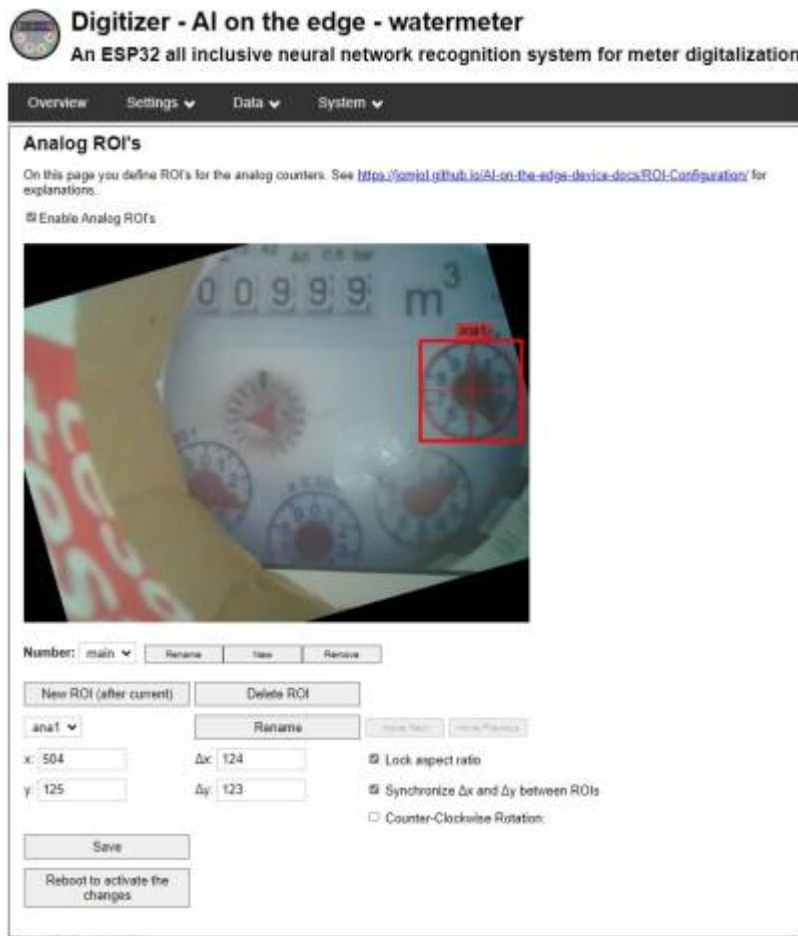 Digitizer - AI on the edge - watermeter
An ESP32 all inclusive neural network recognition system for meter digitalization
Overview Settings Data System
Analog ROI's
On this page you define ROI's for the analog counters. See https://jomjol.github.io/AI-on-the-edge-device-docs/ROI-Configuration/ for
explanations.
Enable Analog ROI's
00999 m³
ana1
Number: main Rename New Remove
New ROI (after current) Delete ROI
ana1 Rename move Next move Previous
x: 504 Δx: 124 Lock aspect ratio
y: 125 Δy: 123 Synchronize Δx and Δy between ROIs
Counter-Clockwise Rotation:
Save
Reboot to activate the
changes